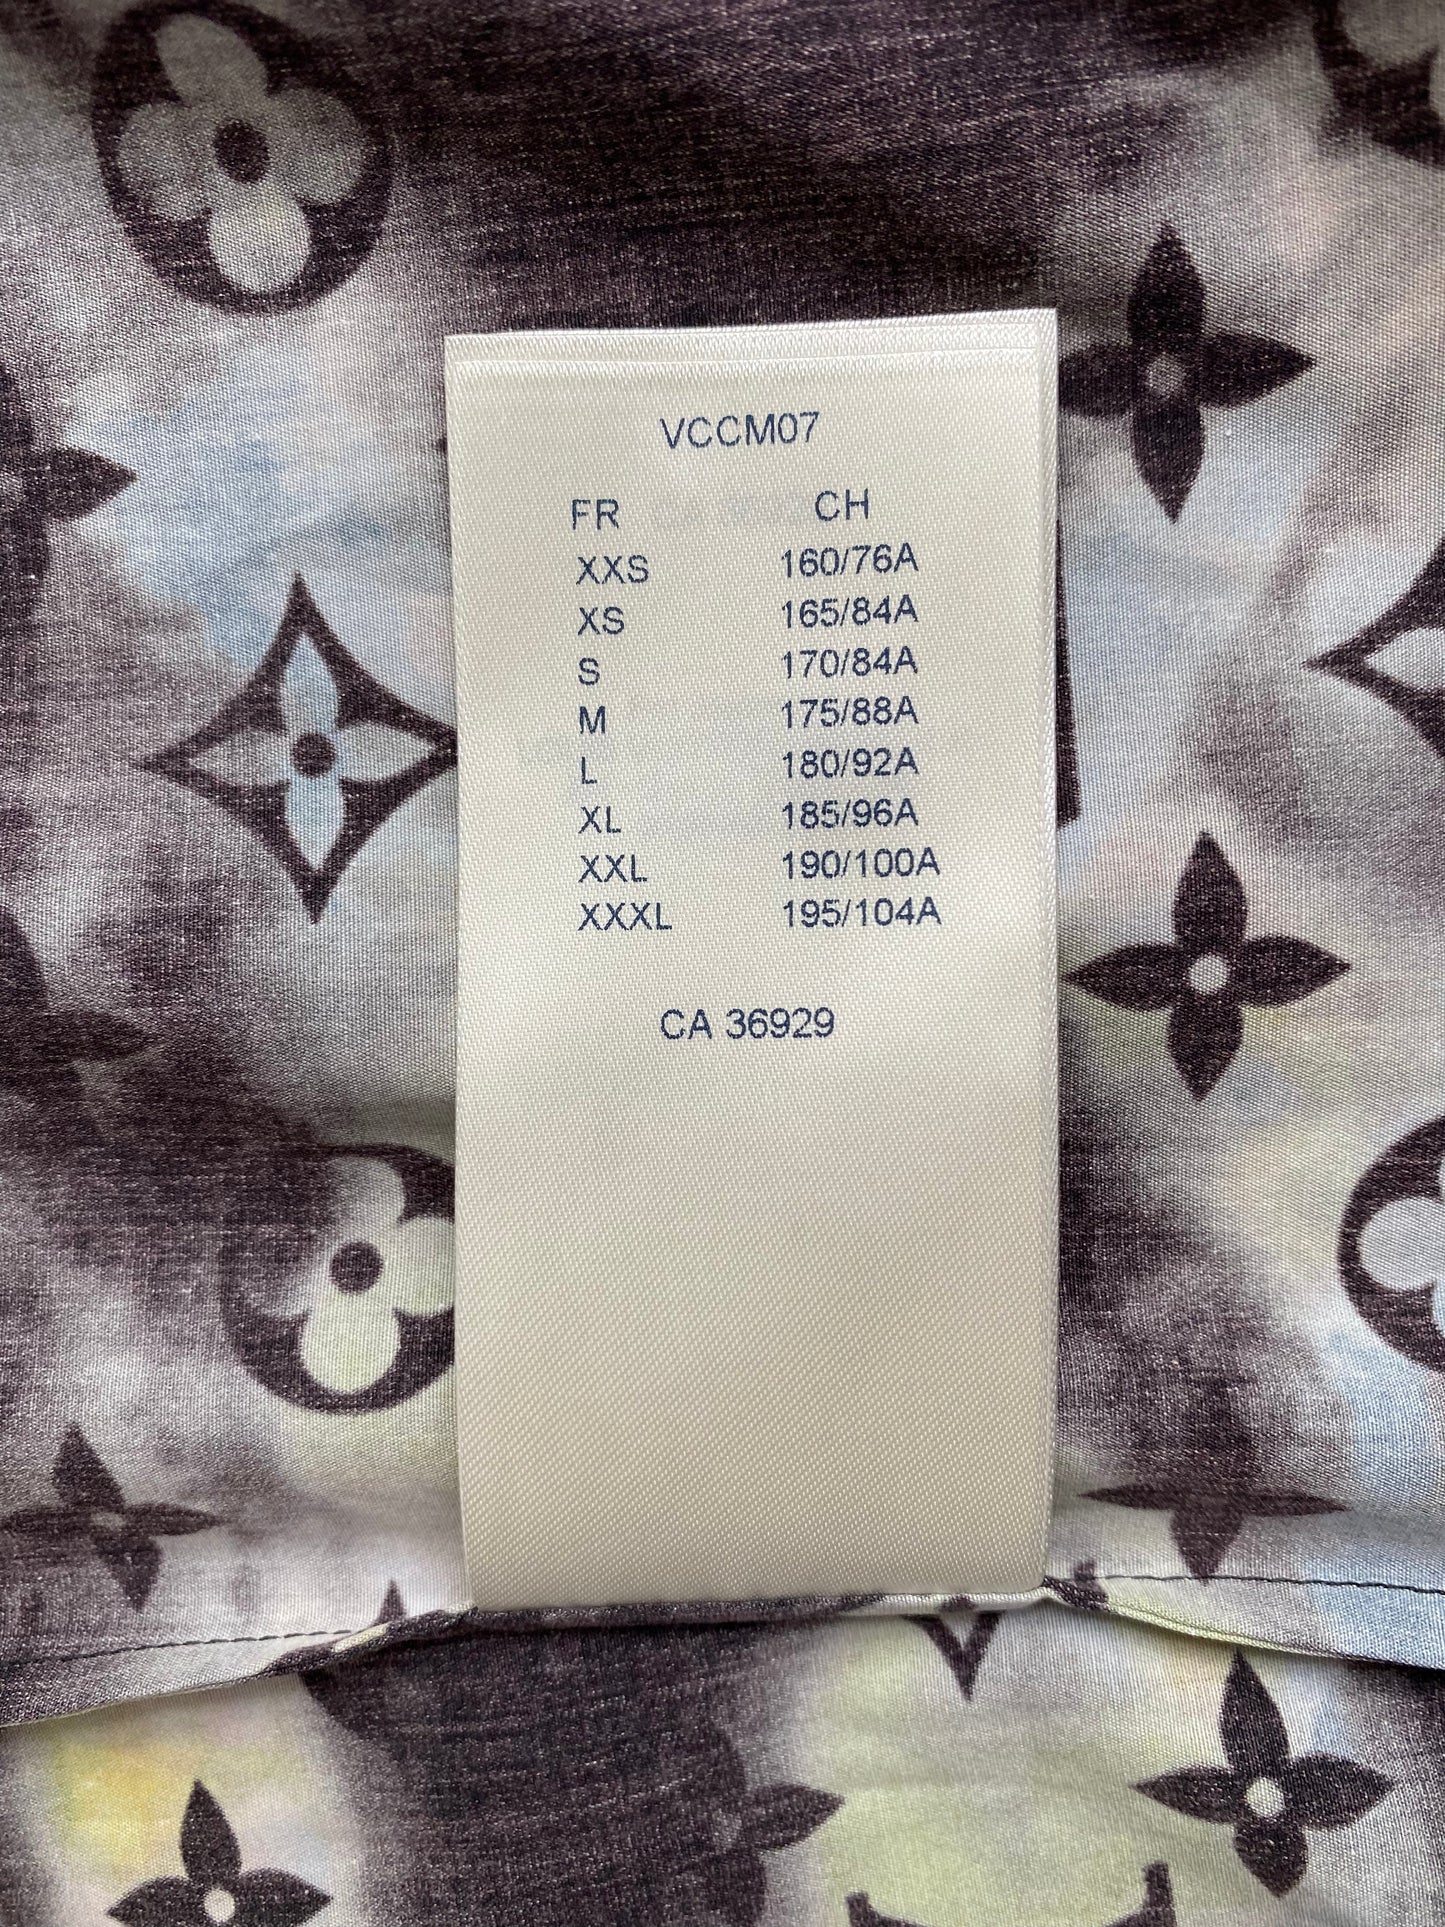 VCCM07
FR CH
XXS 160/76A
XS 165/84A
S 170/84A
M 175/88A
L 180/92A
XL 185/96A
XXL 190/100A
XXXL 195/104A
CA 36929